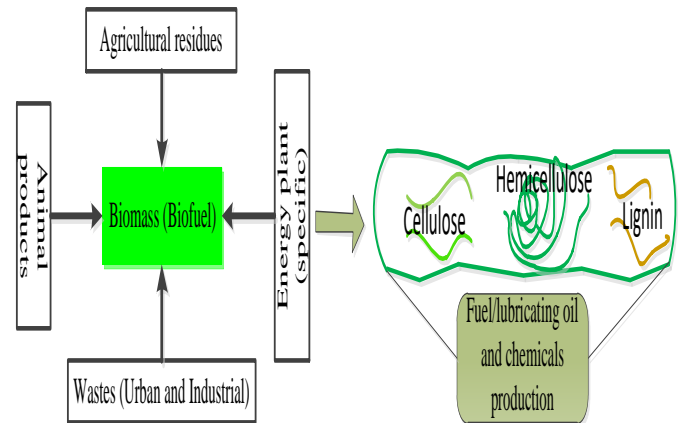 Agricultural residues
Animal
products
Biomass (Biofuel)
Energy plant
(specific)
Wastes (Urban and Industrial)
Cellulose
Hemicellulose
Lignin
Fuel/lubricating oil
and chemicals
production